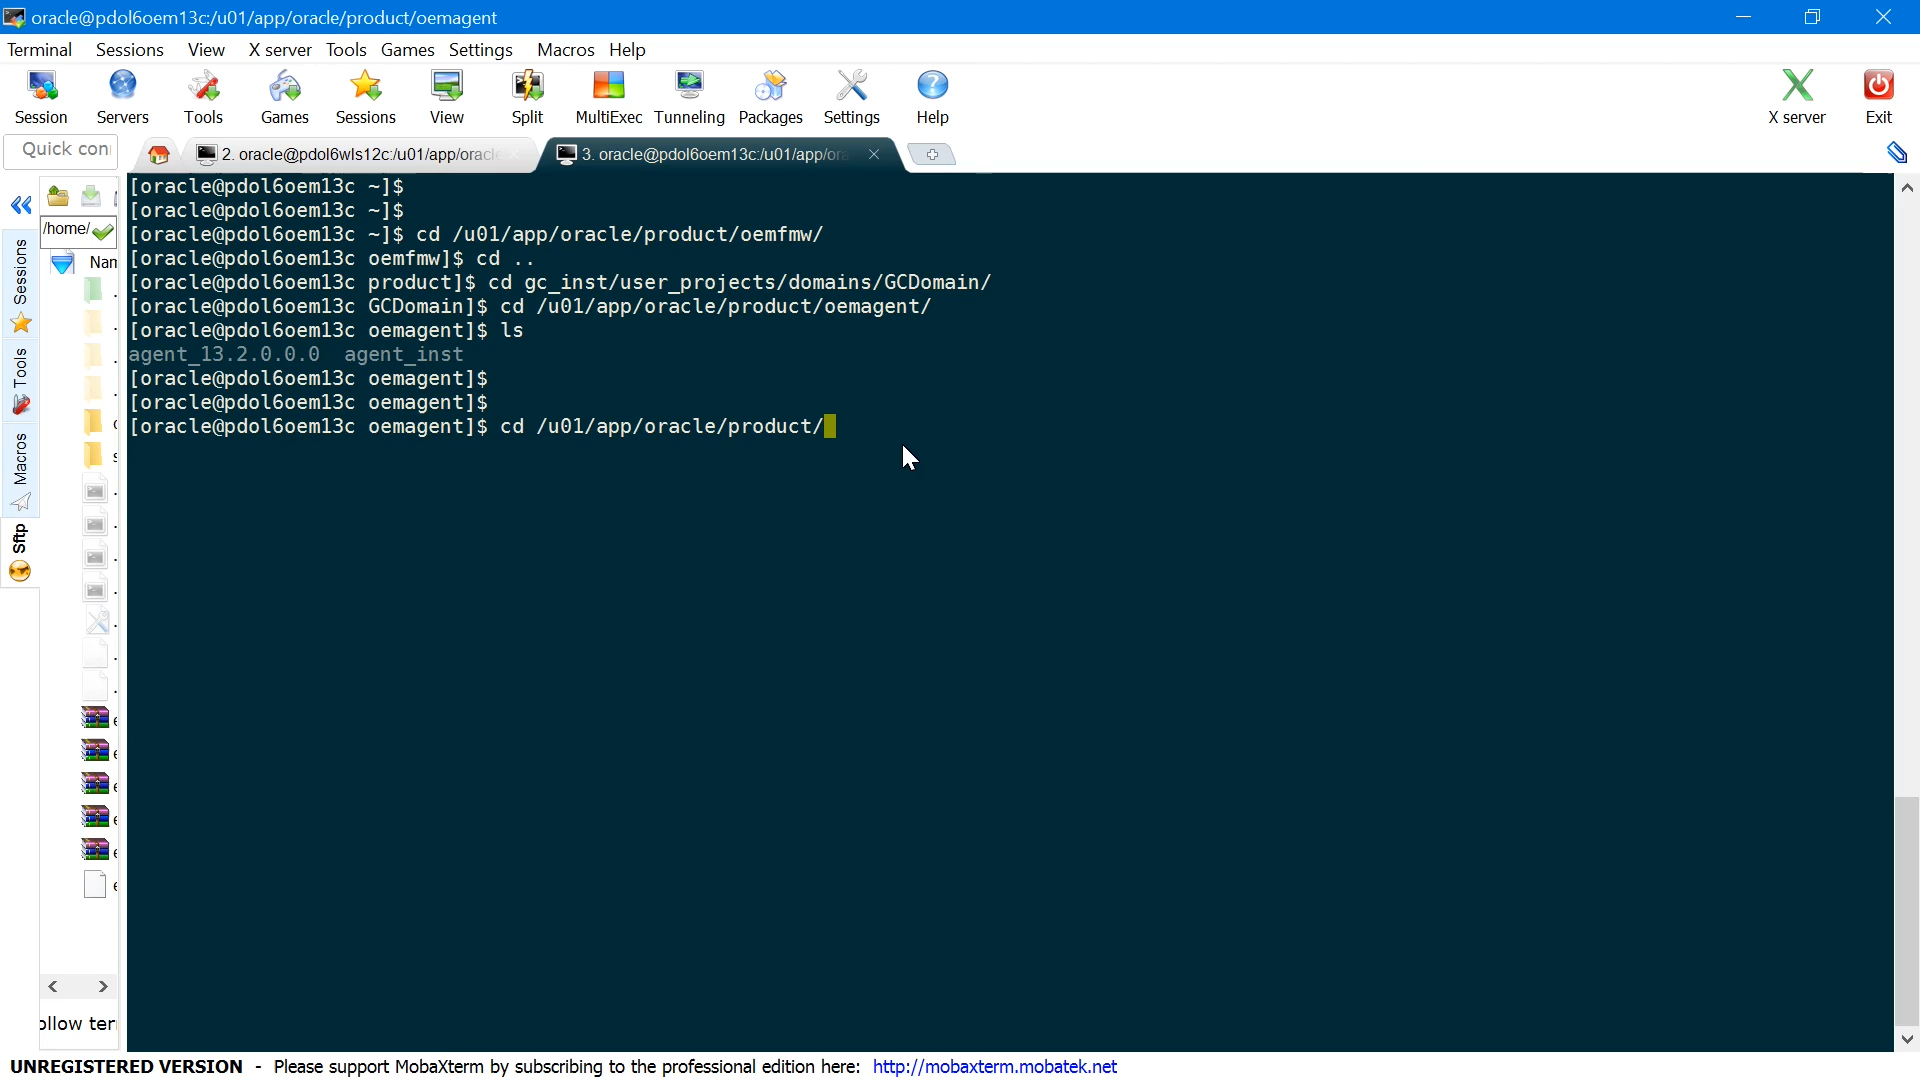 oracle@pdol6oem13c:/u01/app/oracle/product/oemagent
Terminal Sessions View X server Tools Games Settings Macros Help
Session Servers Tools Games Sessions View Split MultiExec Tunneling Packages Settings Help X server Exit
Quick con
2. oracle@pdol6wls12c:/u01/app/oracle
3. oracle@pdol6oem13c:/u01/app/ora
/home/
Nam
Sessions
Tools
Macros
Sftp
[oracle@pdol6oem13c ~]$
[oracle@pdol6oem13c ~]$
[oracle@pdol6oem13c ~]$ cd /u01/app/oracle/product/oemfmw/
[oracle@pdol6oem13c oemfmw]$ cd ..
[oracle@pdol6oem13c product]$ cd gc_inst/user_projects/domains/GCDomain/
[oracle@pdol6oem13c GCDomain]$ cd /u01/app/oracle/product/oemagent/
[oracle@pdol6oem13c oemagent]$ ls
agent_13.2.0.0.0  agent_inst
[oracle@pdol6oem13c oemagent]$
[oracle@pdol6oem13c oemagent]$
[oracle@pdol6oem13c oemagent]$ cd /u01/app/oracle/product/
ollow ter
UNREGISTERED VERSION - Please support MobaXterm by subscribing to the professional edition here: http://mobaxterm.mobatek.net